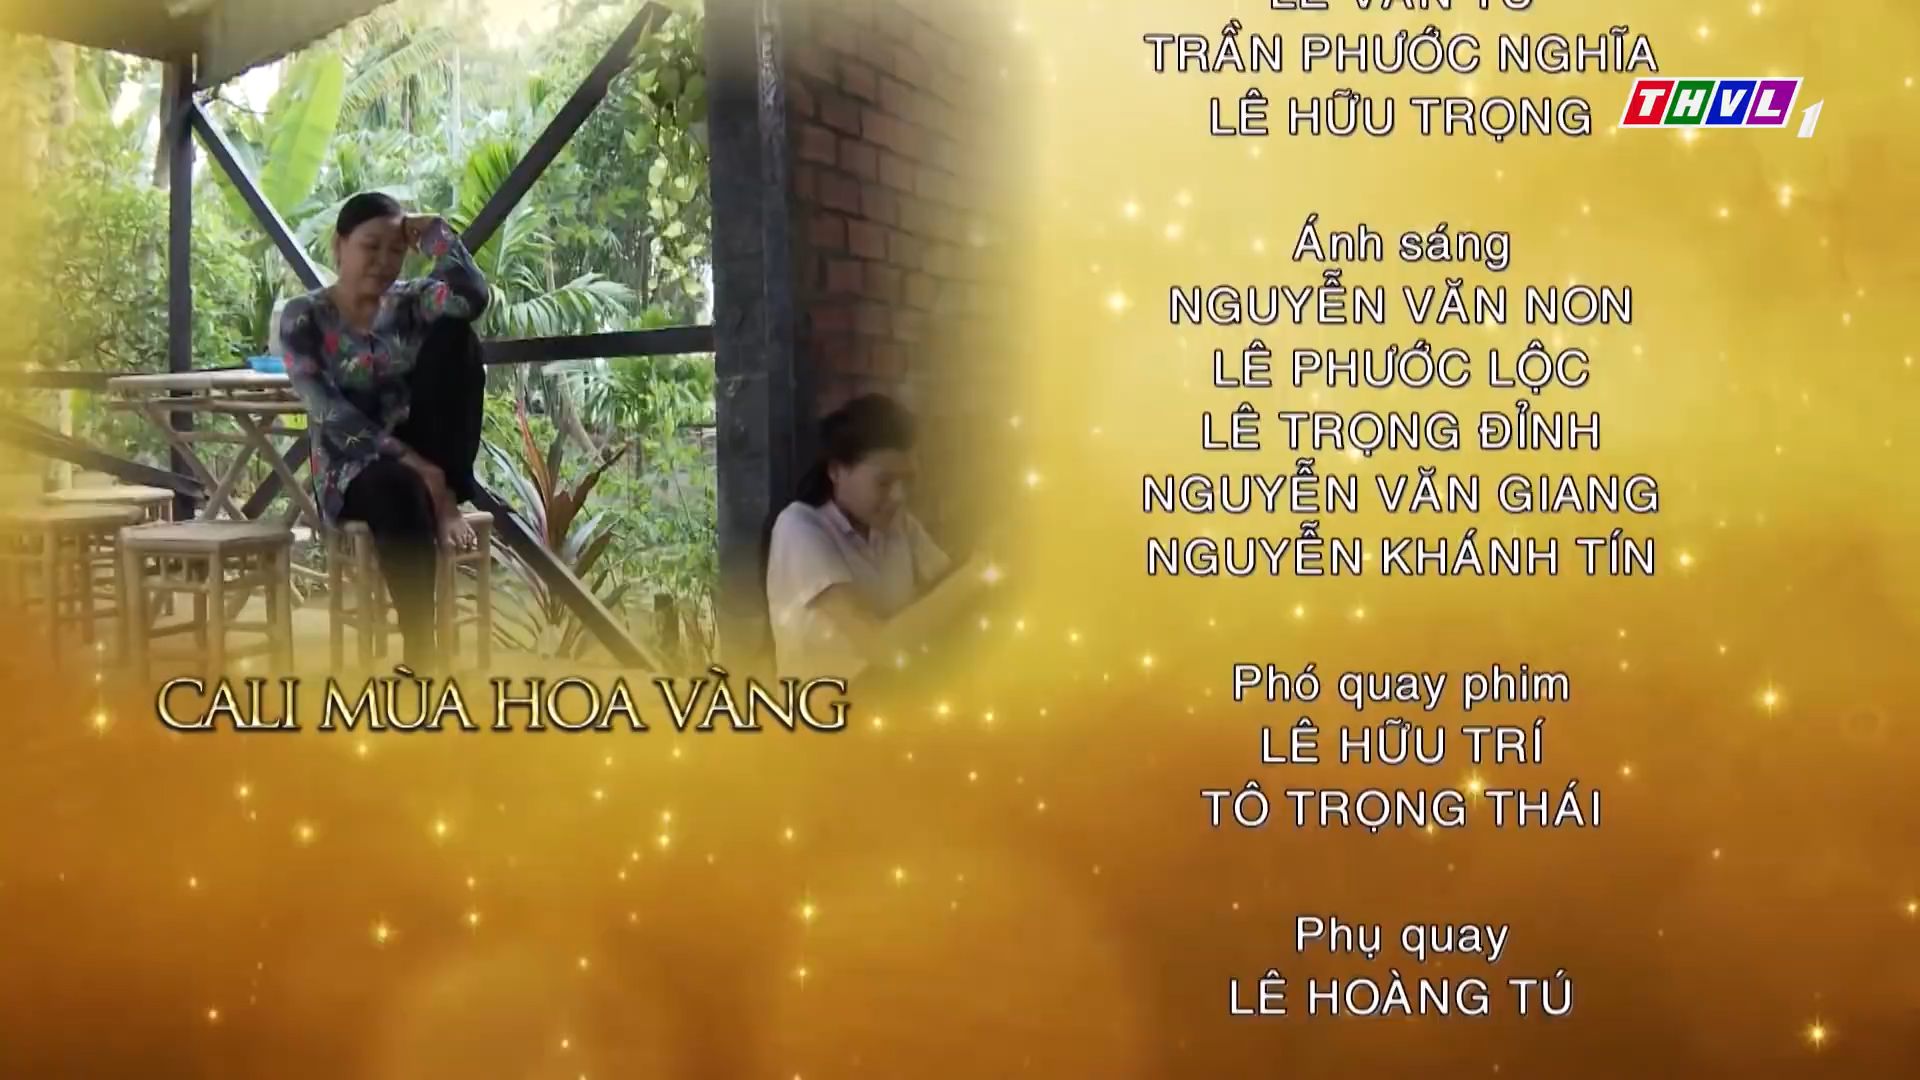 TRẦN PHƯỚC NGHĨA
LÊ HỮU TRỌNG
THVL1
Ánh sáng
NGUYỄN VĂN NON
LÊ PHƯỚC LỘC
LÊ TRỌNG ĐỈNH
NGUYỄN VĂN GIANG
NGUYỄN KHÁNH TÍN
Phó quay phim
LÊ HỮU TRÍ
TÔ TRỌNG THÁI
Phụ quay
LÊ HOÀNG TÚ
CALI MÙA HOA VÀNG